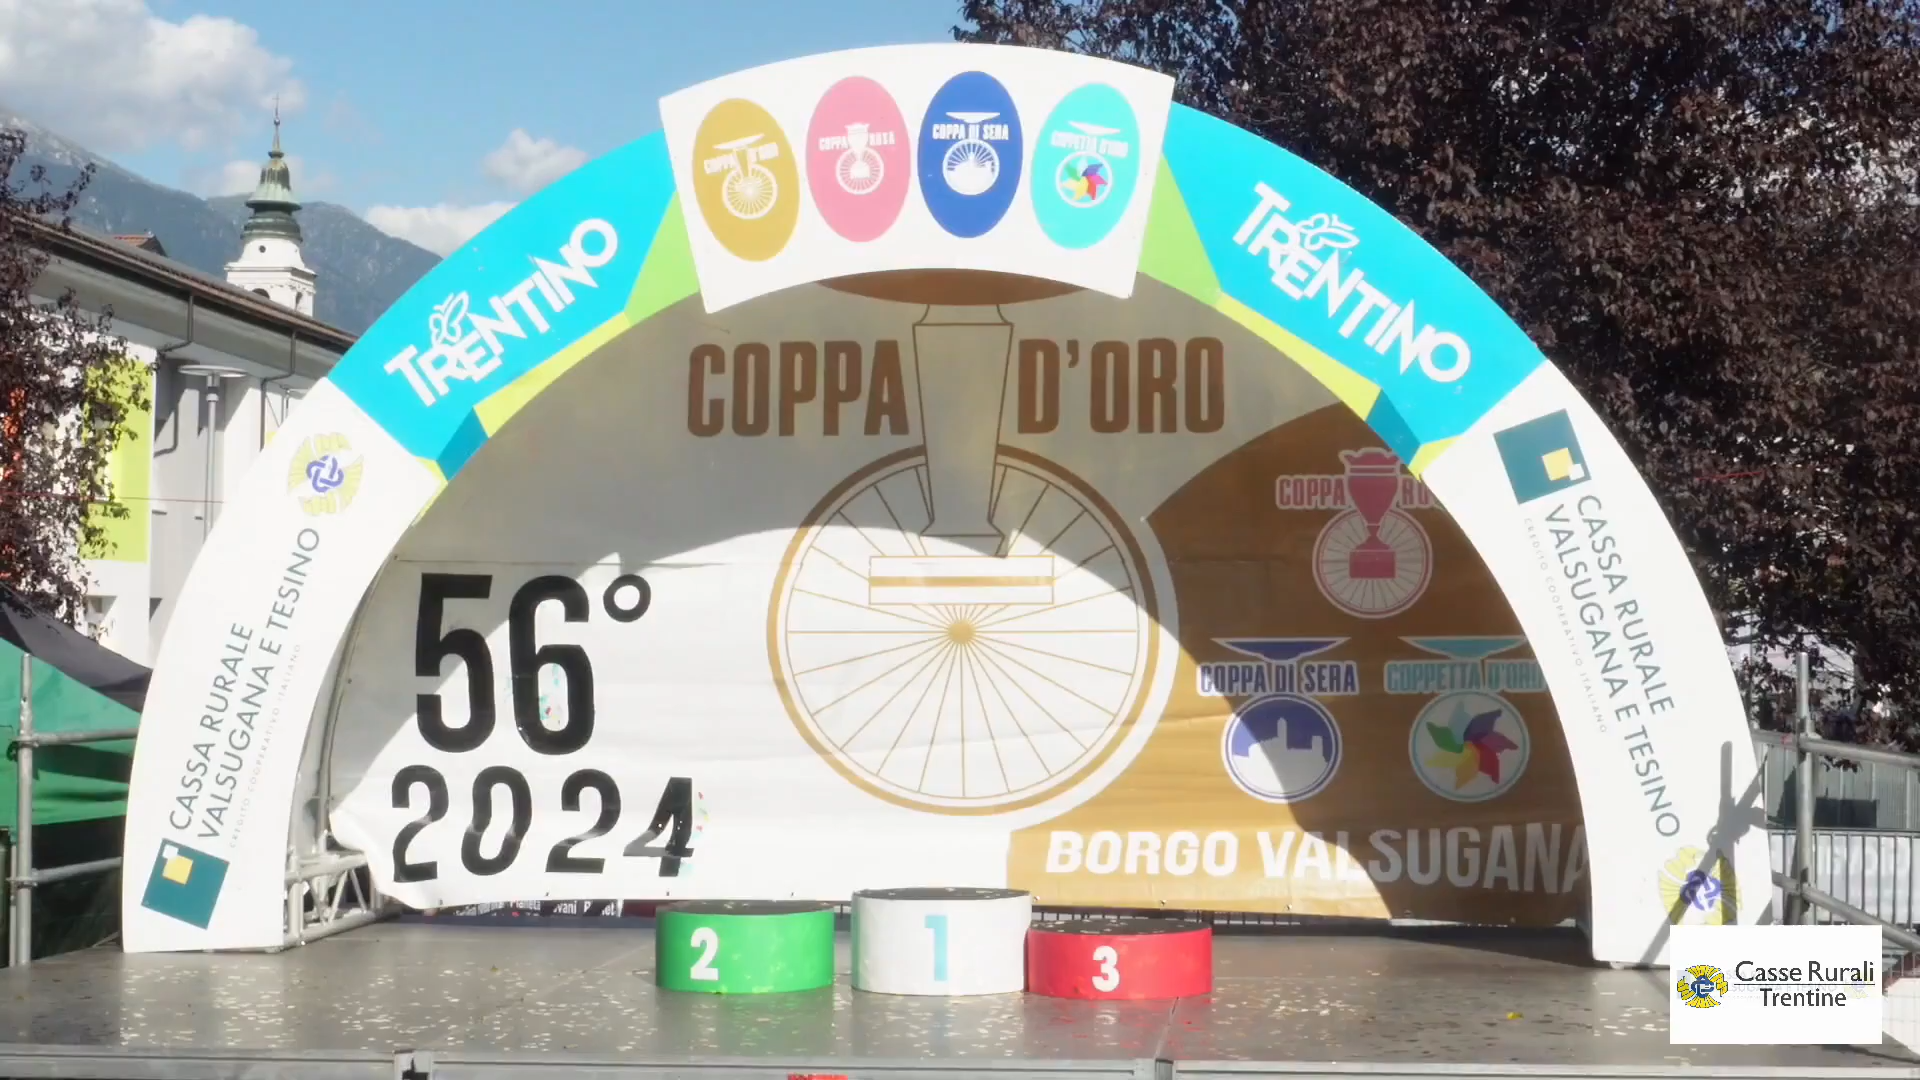 COPPA D'ORO
COPPA ROSA
COPPA DI SERA
COPPETTA D'ORO
TRENTINO
TRENTINO
COPPA D'ORO
COPPA
56°
2024
COPPA DI SERA
COPPETTA D'ORO
BORGO VALSUGANA
CASSA RURALE
VALSUGANA E TESINO
CREDITO COOPERATIVO ITALIANO
CASSA RURALE
VALSUGANA E TESINO
CREDITO COOPERATIVO ITALIANO
2
1
3
Casse Rurali
Trentine